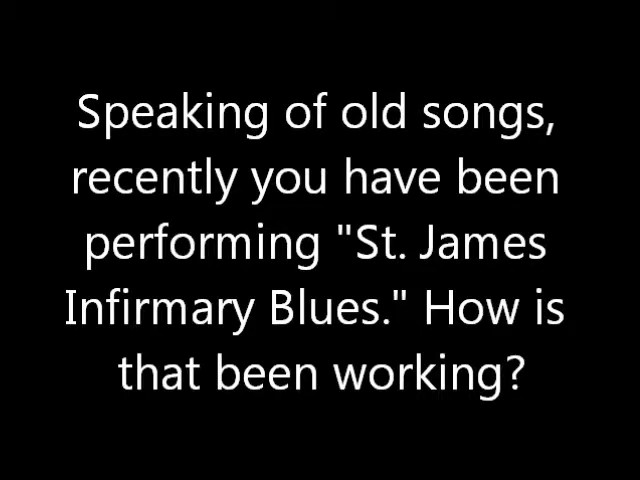 Speaking of old songs,
recently you have been
performing "St. James
Infirmary Blues." How is
that been working?